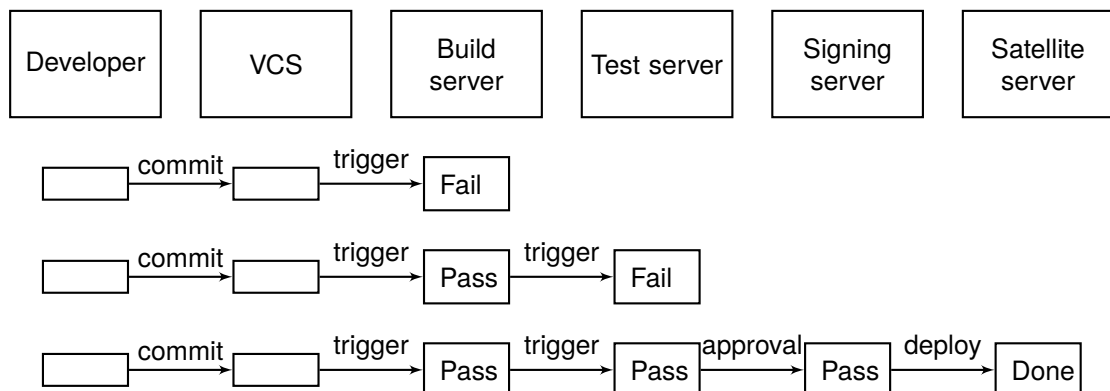 Developer
VCS
Build
server
Test server
Signing
server
Satellite
server
commit
trigger
Fail
commit
trigger
Pass
trigger
Fail
commit
trigger
Pass
trigger
Pass
approval
Pass
deploy
Done